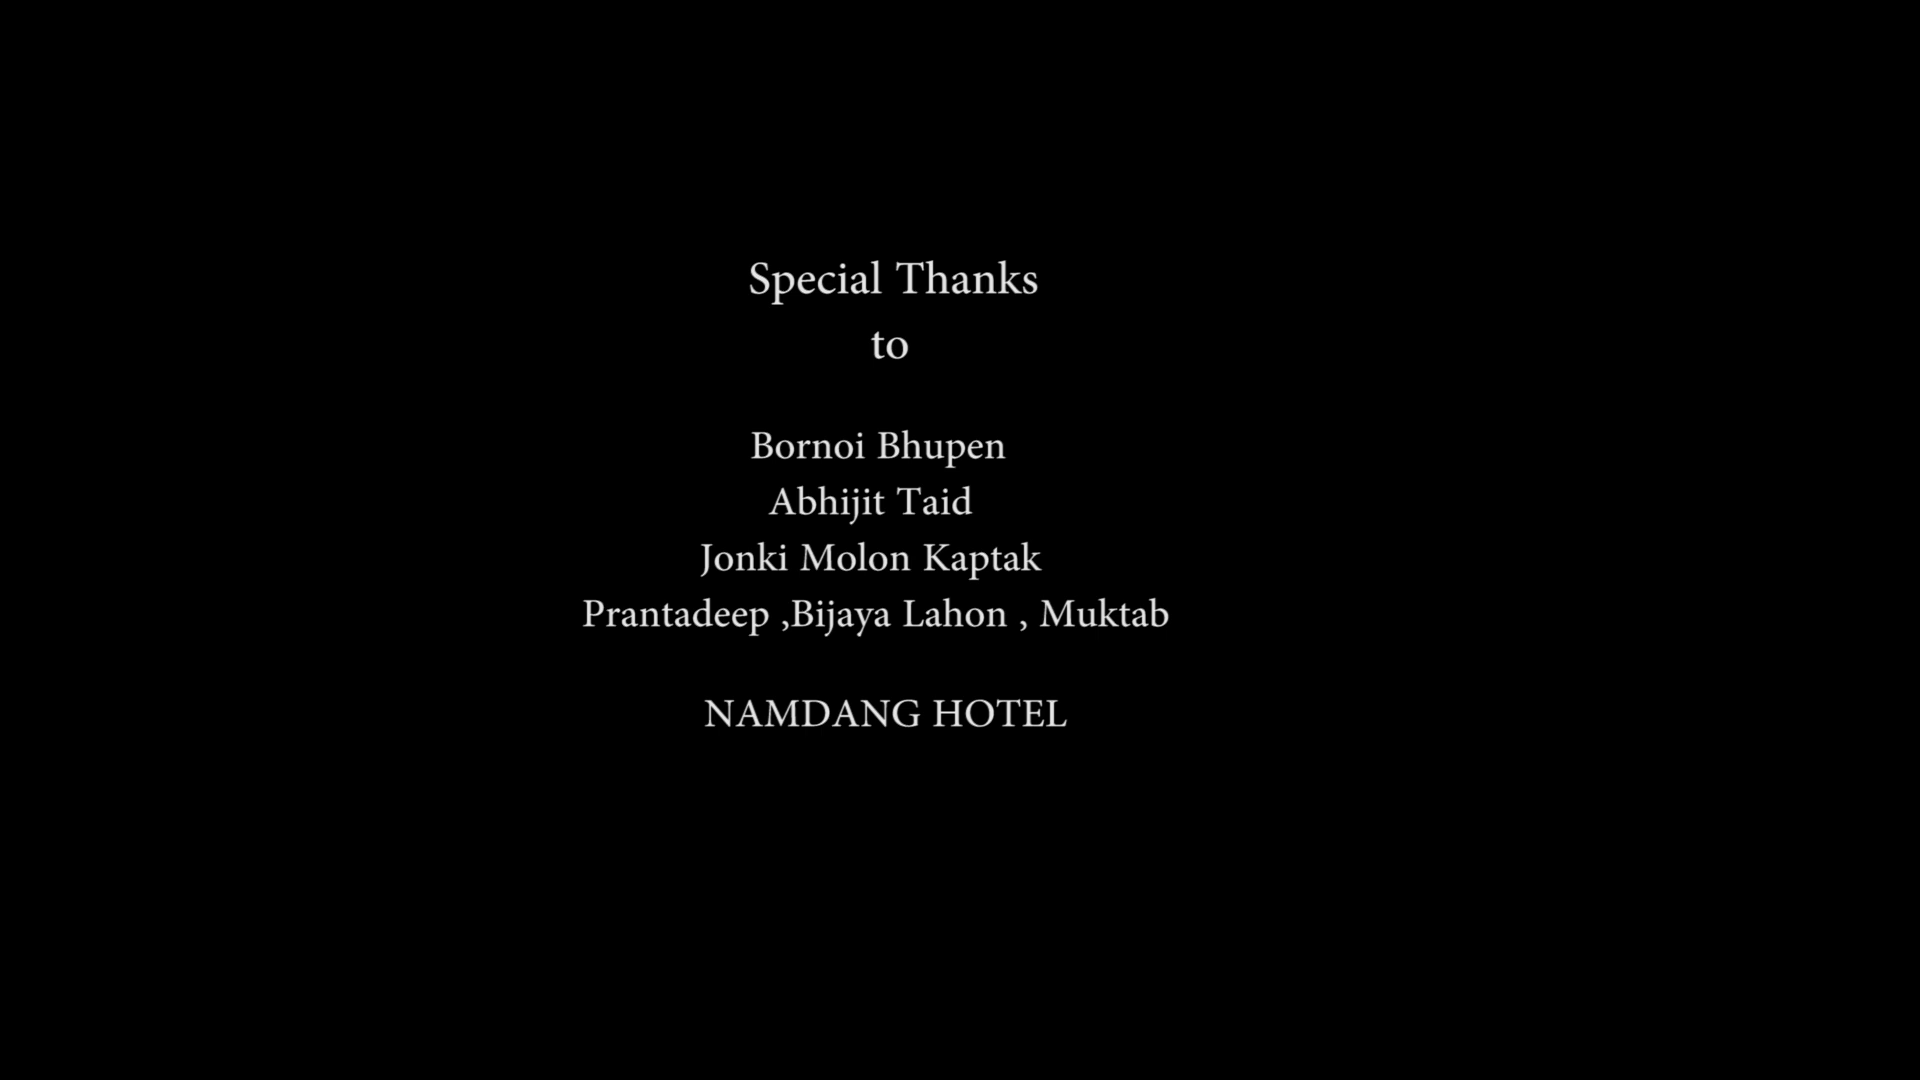 Special Thanks
to
Bornoi Bhupen
Abhijit Taid
Jonki Molon Kaptak
Prantadeep ,Bijaya Lahon , Muktab
NAMDANG HOTEL